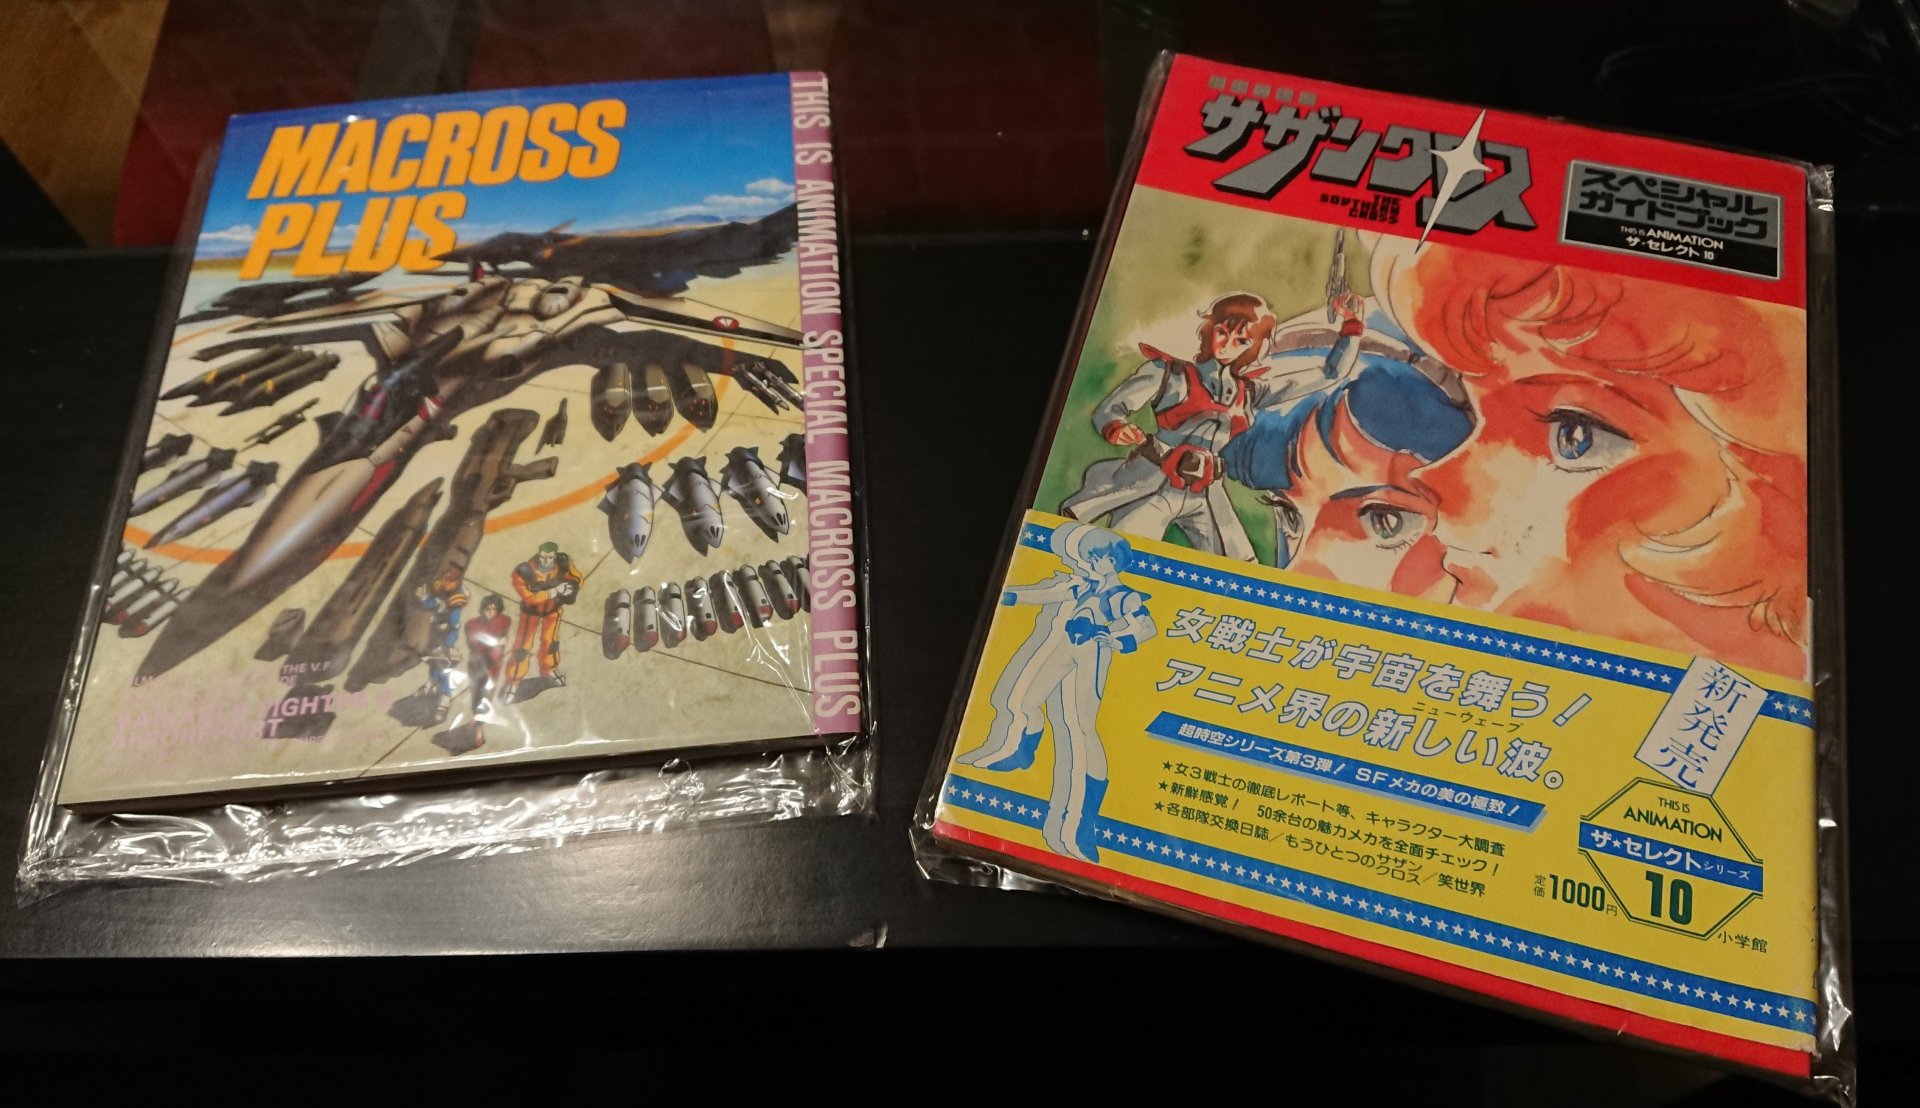 MACROSS
PLUS
THIS IS ANIMATION SPECIAL MACROSS PLUS
THE V.F.
サザンクロス
THE
SOUTHERN
CROSS
スペシャル
ガイドブック
THIS IS ANIMATION
ザ・セレクト10
女戦士が宇宙を舞う!
アニメ界の新しい波。
ニューウェーブ
超時空シリーズ第3弾! SFメカの美の極致!
★女3戦士の徹底レポート等、キャラクター大調査
★新鮮感覚! 50余台の魅力メカを全面チェック!
★各部隊交換日誌/もうひとつのサザンクロス/笑世界
新発売
THIS IS
ANIMATION
ザ★セレクトシリーズ
10
定価1000円
小学館